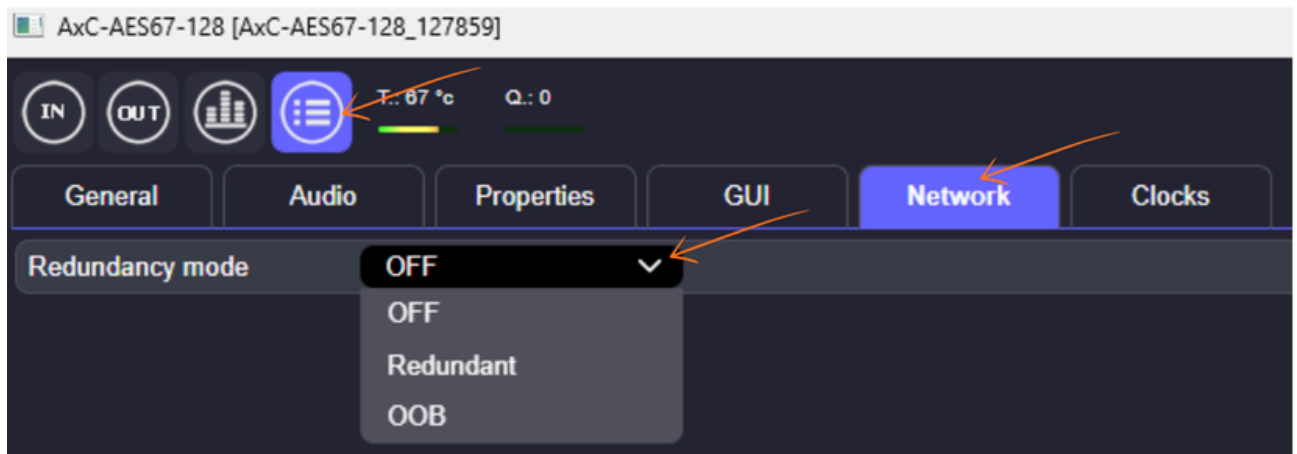 AxC-AES67-128 [AxC-AES67-128_127859]
IN OUT T.: 67 °c Q.: 0
General Audio Properties GUI Network Clocks
Redundancy mode OFF
OFF
Redundant
OOB